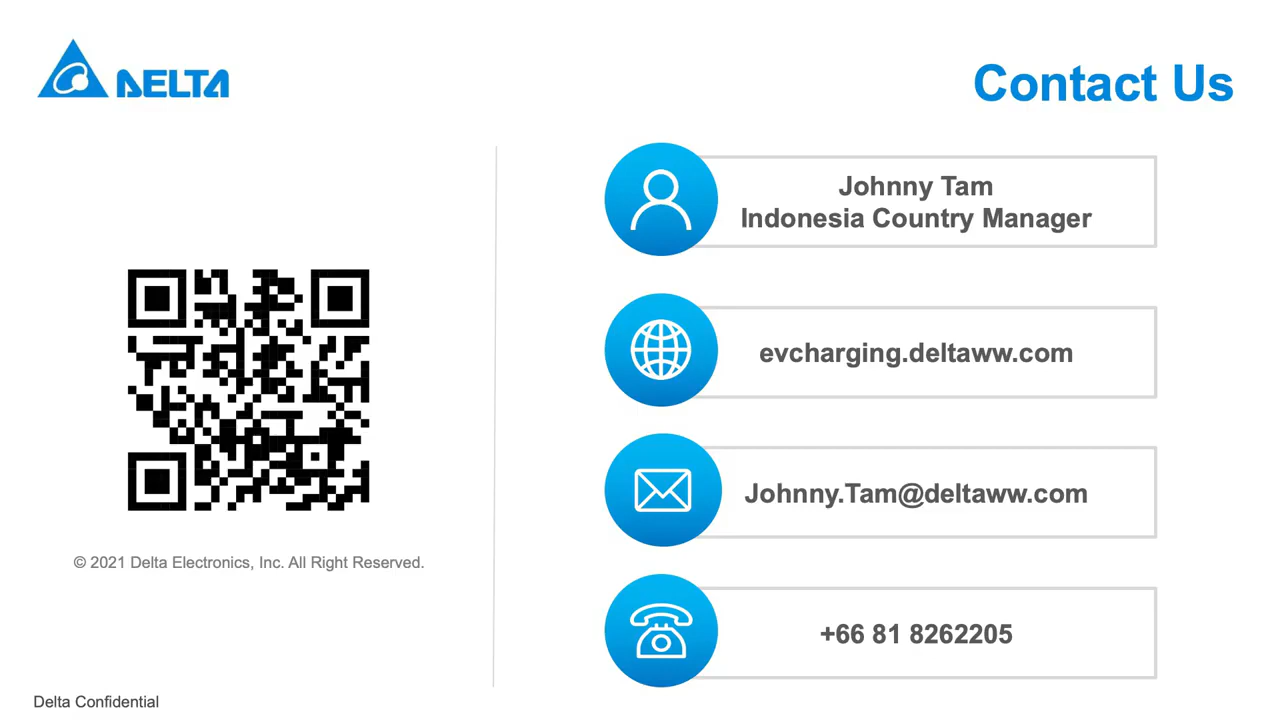 DELTA
Contact Us
Johnny Tam
Indonesia Country Manager
evcharging.deltaww.com
Johnny.Tam@deltaww.com
+66 81 8262205
© 2021 Delta Electronics, Inc. All Right Reserved.
Delta Confidential